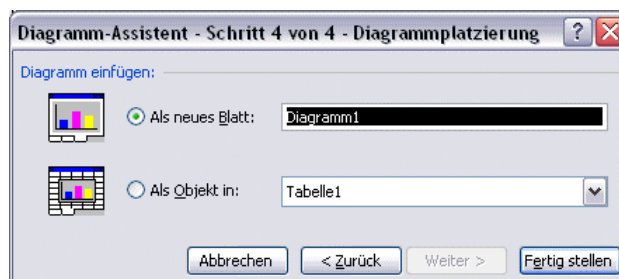 Diagramm-Assistent - Schritt 4 von 4 - Diagrammplatzierung
Diagramm einfügen:
Als neues Blatt: Diagramm1
Als Objekt in: Tabelle1
Abbrechen < Zurück Weiter > Fertig stellen